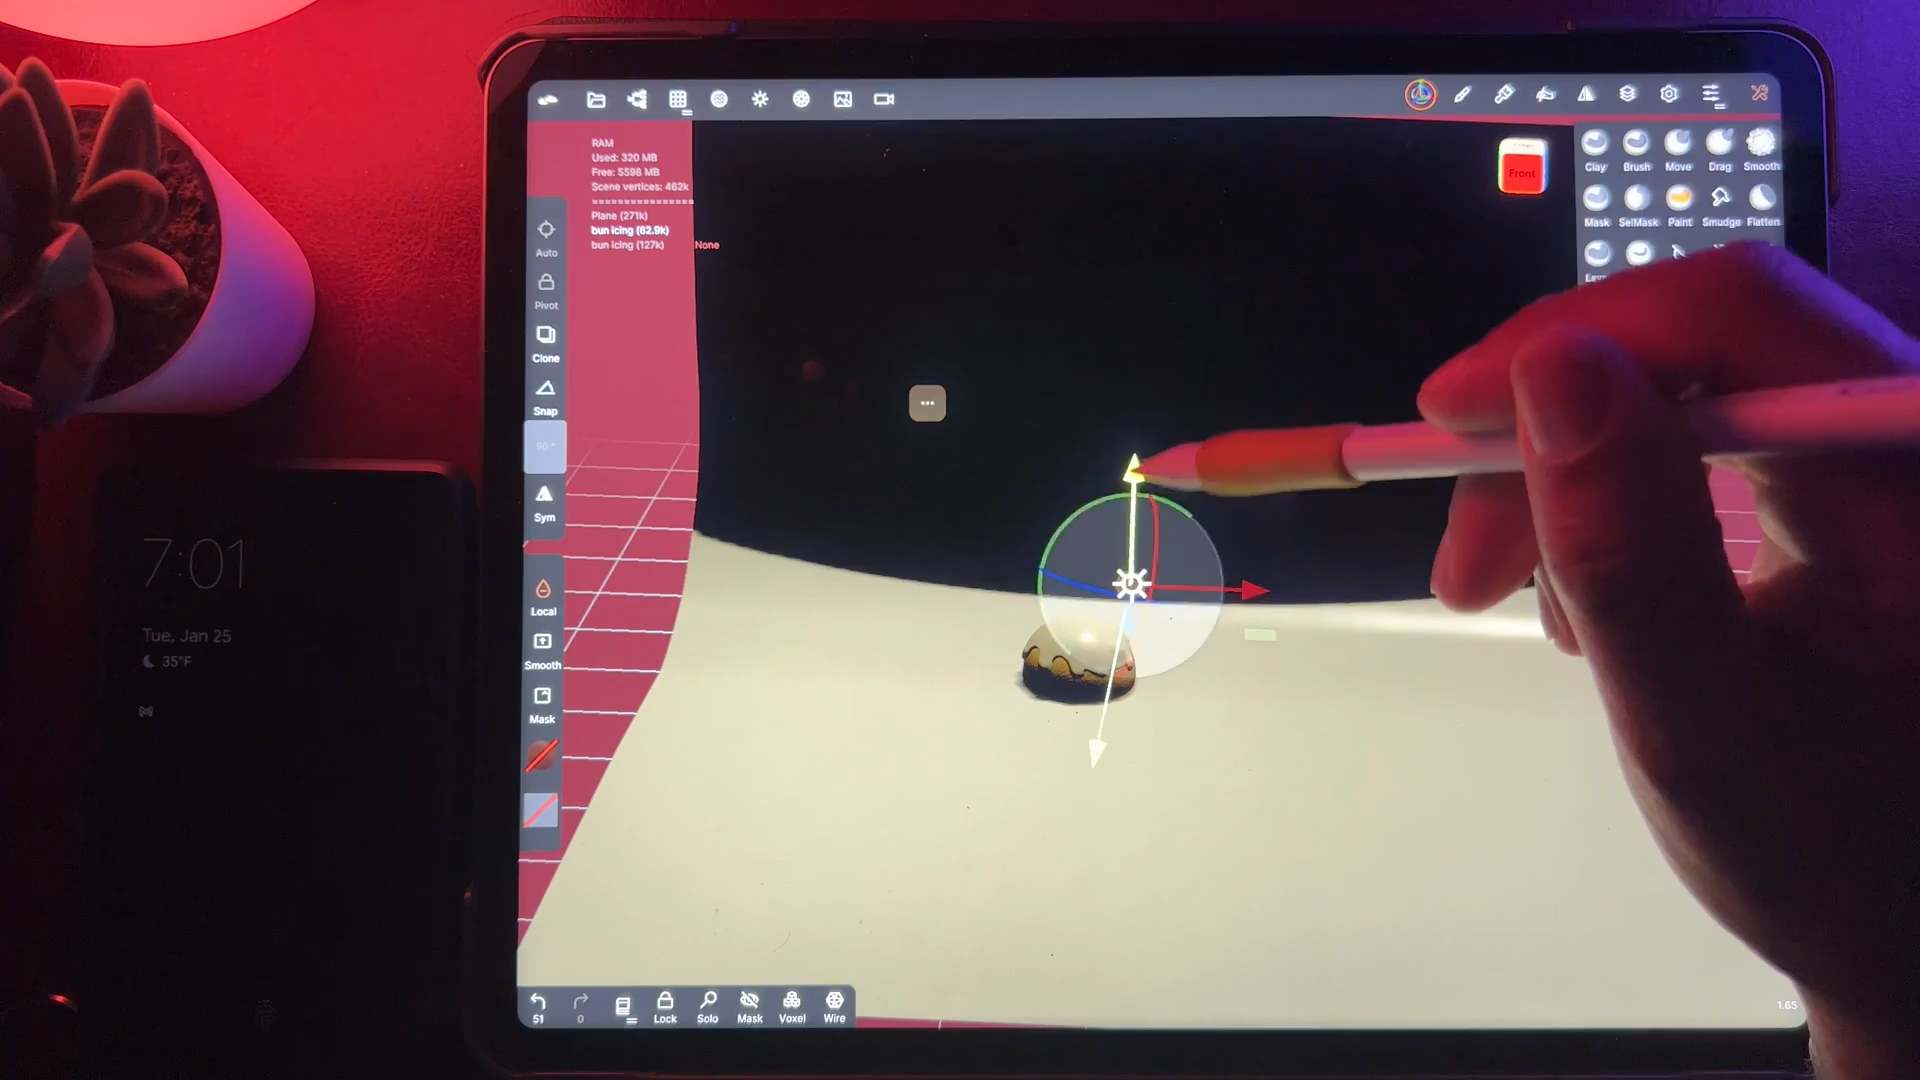 RAM
Used: 320 MB
Free: 5598 MB
Scene vertices: 462k
================
Plane (271k)
bun icing (62.9k)
bun icing (127k) None
Front
Clay Brush Move Drag Smooth
Mask SelMask Paint Smudge Flatten
Auto
Pivot
Clone
Snap
90°
Sym
Local
Smooth
Mask
7:01
Tue, Jan 25
35°F
51 0 Lock Solo Mask Voxel Wire
1.65